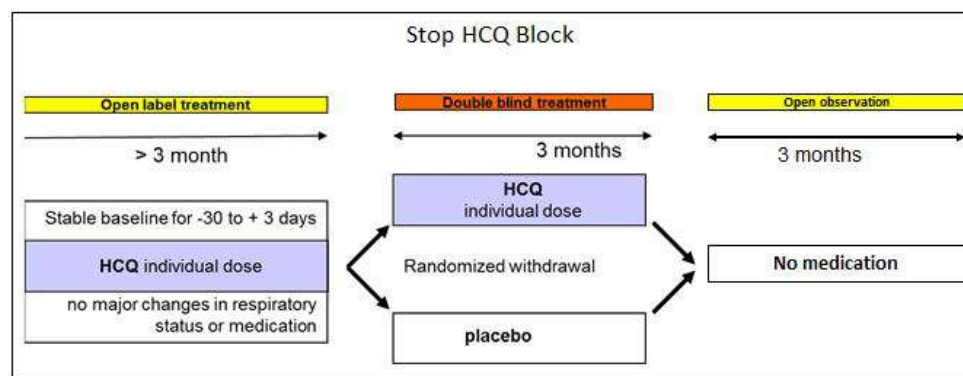 Stop HCQ Block
Open label treatment
Double blind treatment
Open observation
> 3 month
3 months
3 months
Stable baseline for -30 to + 3 days
HCQ individual dose
no major changes in respiratory
status or medication
HCQ
individual dose
Randomized withdrawal
placebo
No medication